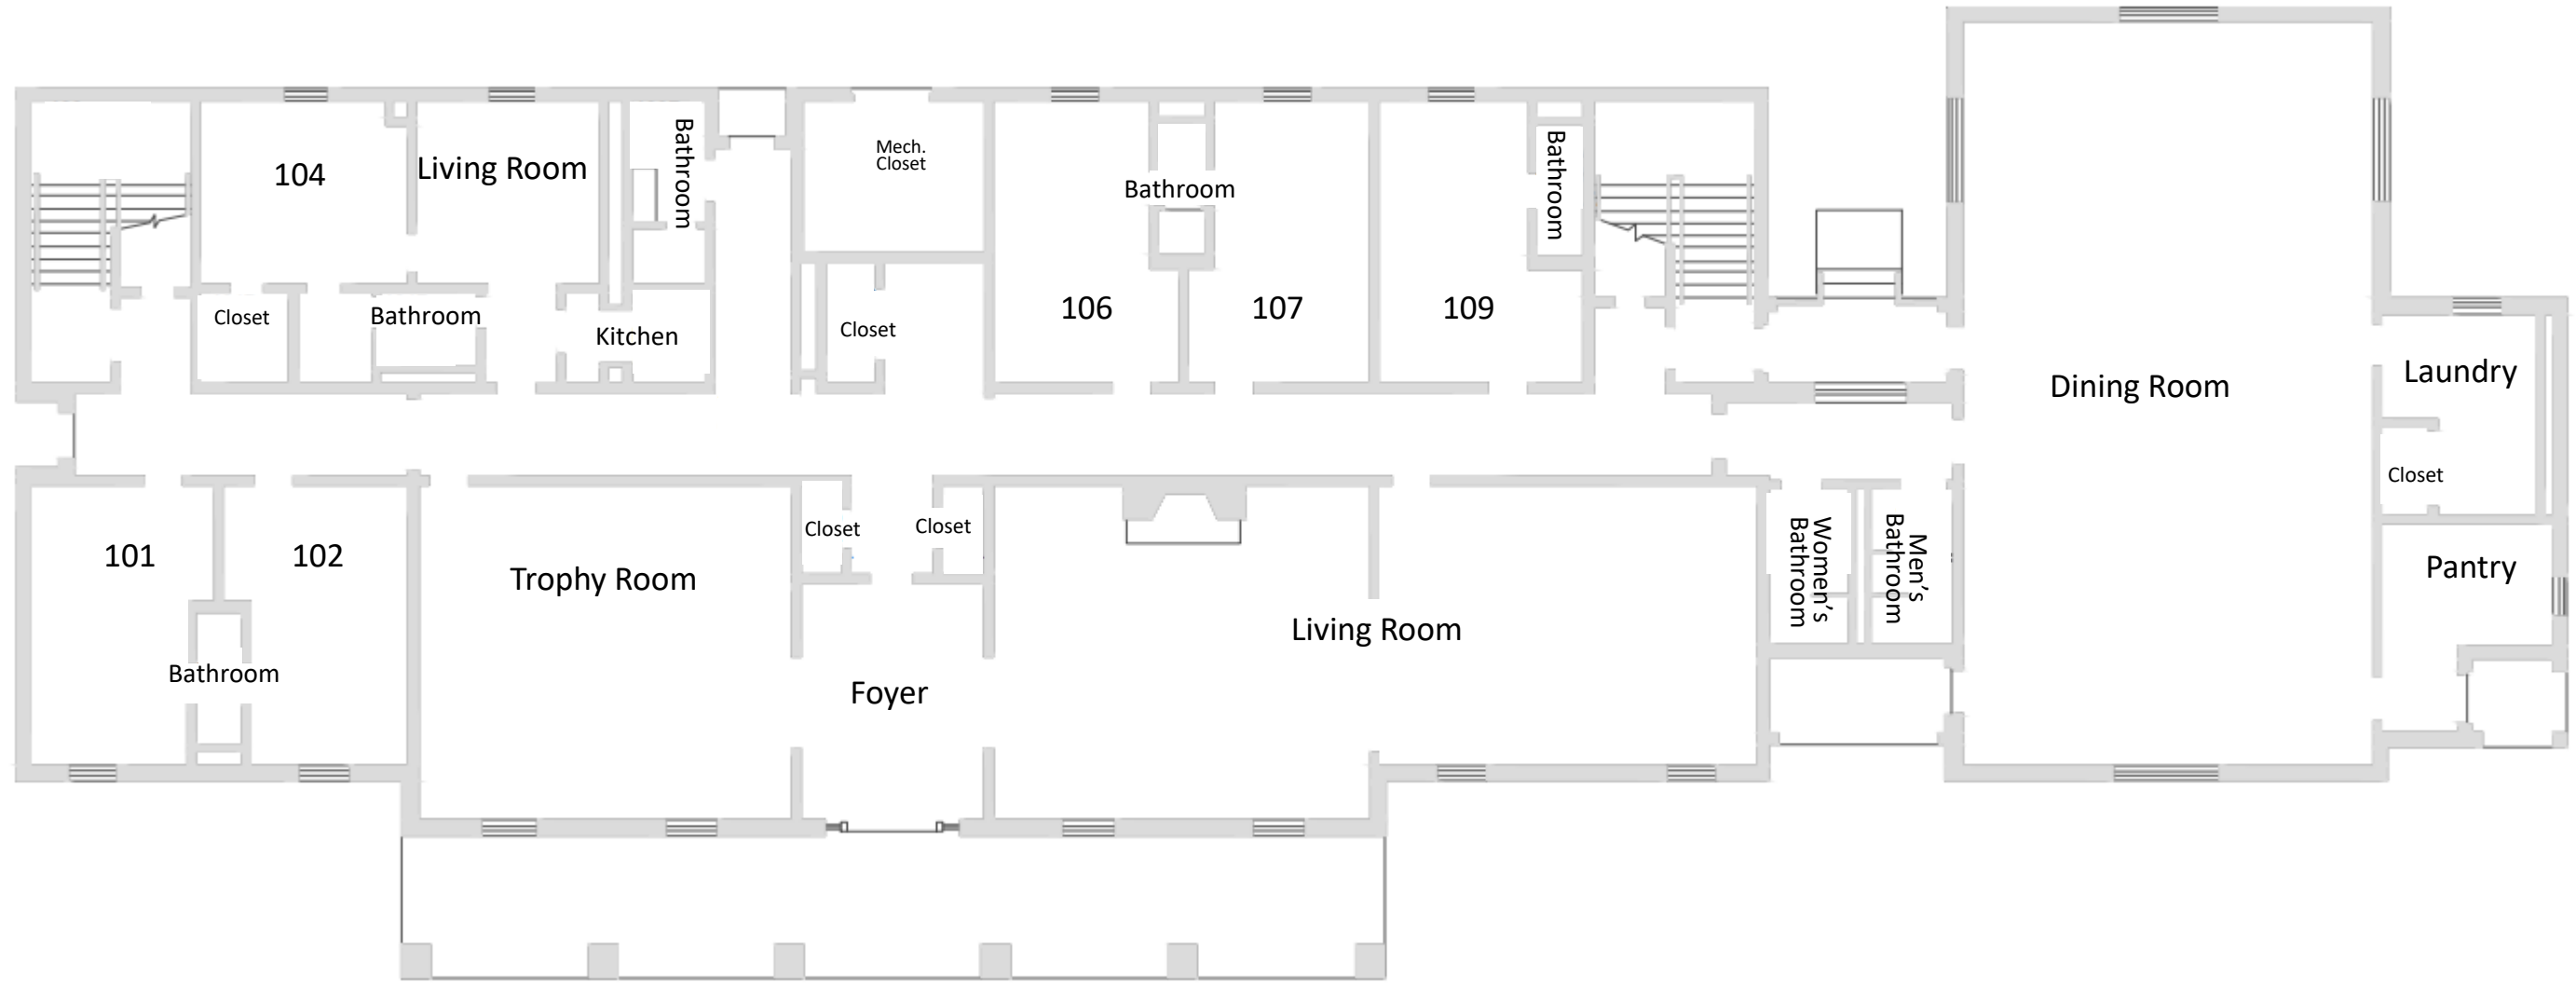 104
Living Room
Bathroom
Mech.
Closet
Bathroom
Bathroom
Closet
Bathroom
Kitchen
Closet
106
107
109
Dining Room
Laundry
Closet
101
102
Trophy Room
Closet
Closet
Living Room
Women's
Bathroom
Men's
Bathroom
Pantry
Bathroom
Foyer